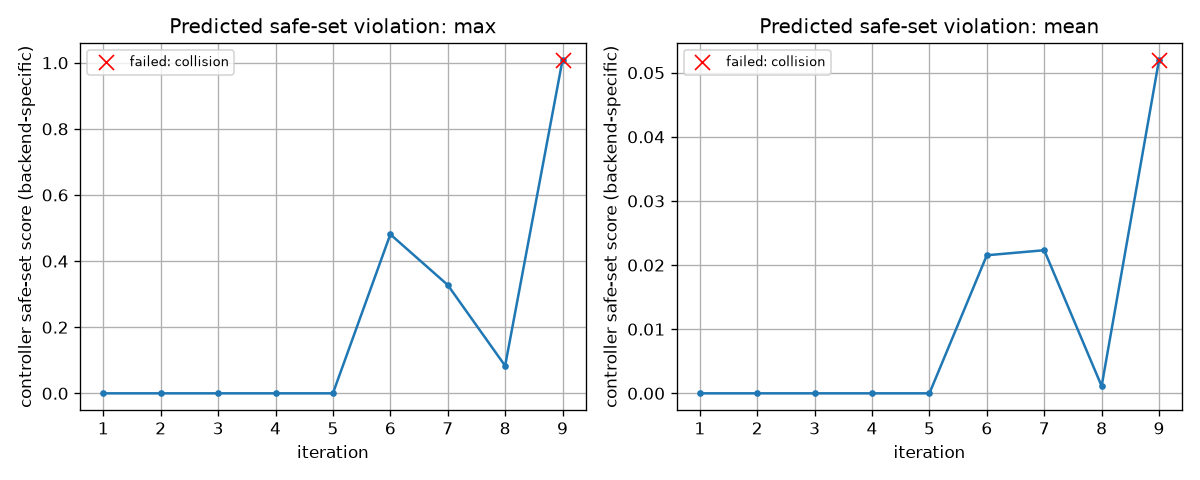 Predicted safe-set violation: max
controller safe-set score (backend-specific)
failed: collision
1.0
0.8
0.6
0.4
0.2
0.0
1 2 3 4 5 6 7 8 9
iteration
Predicted safe-set violation: mean
controller safe-set score (backend-specific)
failed: collision
0.05
0.04
0.03
0.02
0.01
0.00
1 2 3 4 5 6 7 8 9
iteration